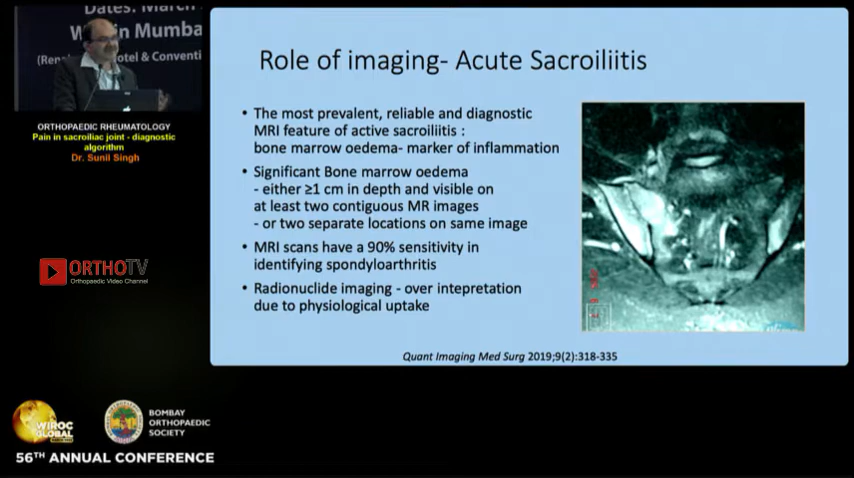 Dates: March
W in Mumba
(Ren otel & Conventi
ORTHOPAEDIC RHEUMATOLOGY
Pain in sacroiliac joint - diagnostic
algorithm
Dr. Sunil Singh
ORTHOTV
Orthopaedic Video Channel
Role of imaging- Acute Sacroiliitis
• The most prevalent, reliable and diagnostic
MRI feature of active sacroiliitis :
bone marrow oedema- marker of inflammation
• Significant Bone marrow oedema
- either ≥1 cm in depth and visible on
at least two contiguous MR images
- or two separate locations on same image
• MRI scans have a 90% sensitivity in
identifying spondyloarthritis
• Radionuclide imaging - over intepretation
due to physiological uptake
Quant Imaging Med Surg 2019;9(2):318-335
WIROC
GLOBAL
BOMBAY
ORTHOPAEDIC
SOCIETY
56TH ANNUAL CONFERENCE